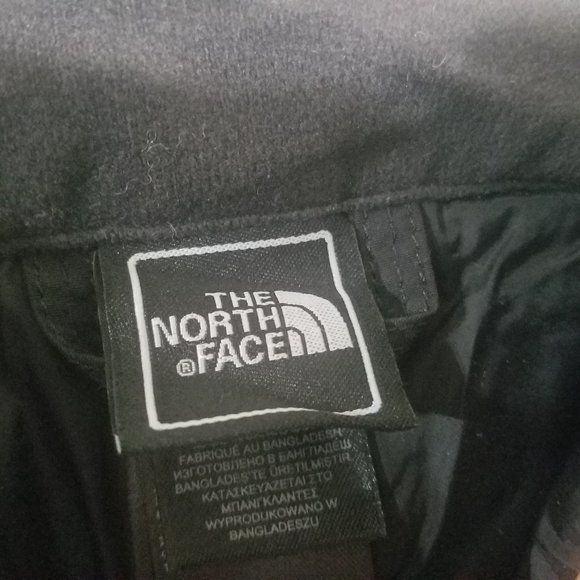 THE
NORTH
® FACE
FABRIQUÉ AU BANGLADESH
ИЗГОТОВЛЕНО В БАНГЛАДЕШ
BANGLADEŞ'TE ÜRETİLMİŞTİR
ΚΑΤΑΣΚΕΥΑΖΕΤΑΙ ΣΤΟ
ΜΠΑΝΓΚΛΑΝΤΕΣ
WYPRODUKOWANO W
BANGLADESZU